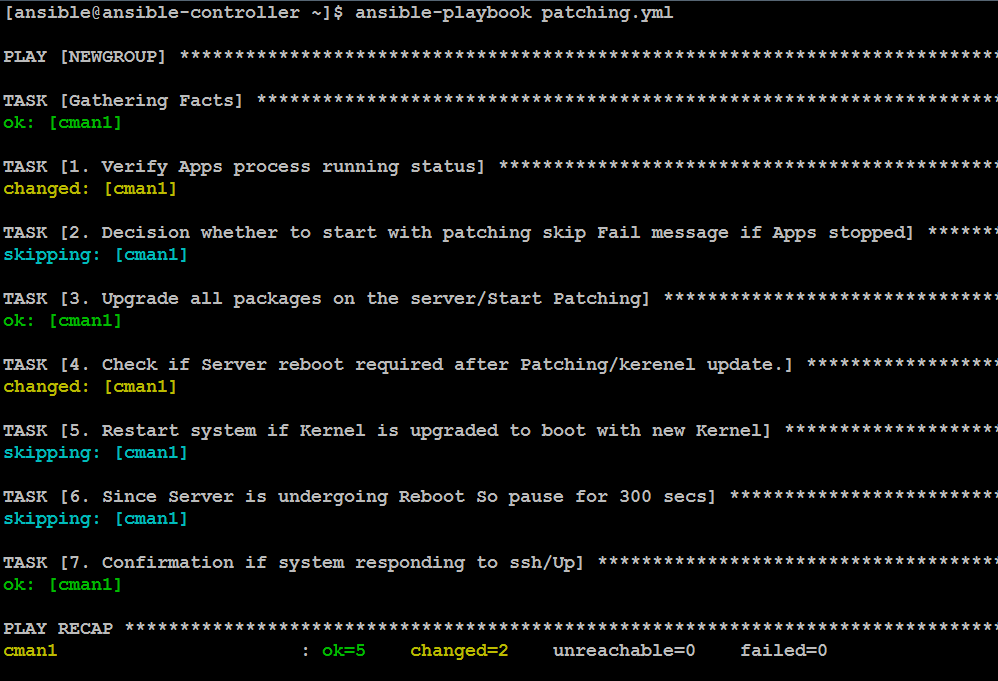 [ansible@ansible-controller ~]$ ansible-playbook patching.yml
PLAY [NEWGROUP] ***************************************************************************
TASK [Gathering Facts] ********************************************************************
ok: [cman1]
TASK [1. Verify Apps process running status] **********************************************
changed: [cman1]
TASK [2. Decision whether to start with patching skip Fail message if Apps stopped] *******
skipping: [cman1]
TASK [3. Upgrade all packages on the server/Start Patching] *******************************
ok: [cman1]
TASK [4. Check if Server reboot required after Patching/kerenel update.] ******************
changed: [cman1]
TASK [5. Restart system if Kernel is upgraded to boot with new Kernel] ********************
skipping: [cman1]
TASK [6. Since Server is undergoing Reboot So pause for 300 secs] *************************
skipping: [cman1]
TASK [7. Confirmation if system responding to ssh/Up] *************************************
ok: [cman1]
PLAY RECAP ********************************************************************************
cman1 : ok=5 changed=2 unreachable=0 failed=0